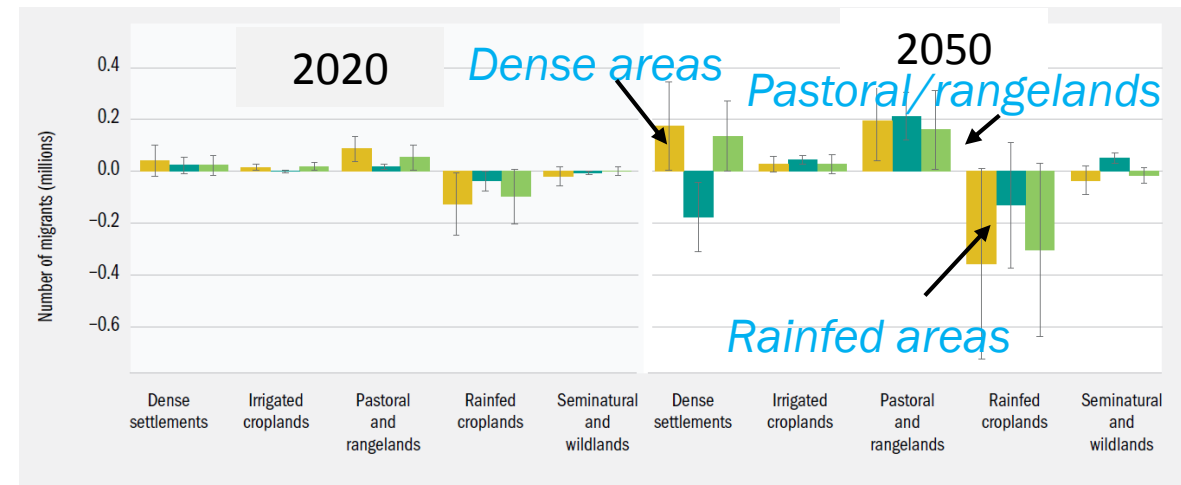 2020
2050
Dense areas
Pastoral/rangelands
Rainfed areas
Number of migrants (millions)
0.4
0.2
0.0
−0.2
−0.4
−0.6
Dense
settlements
Irrigated
croplands
Pastoral
and
rangelands
Rainfed
croplands
Seminatural
and
wildlands
Dense
settlements
Irrigated
croplands
Pastoral
and
rangelands
Rainfed
croplands
Seminatural
and
wildlands